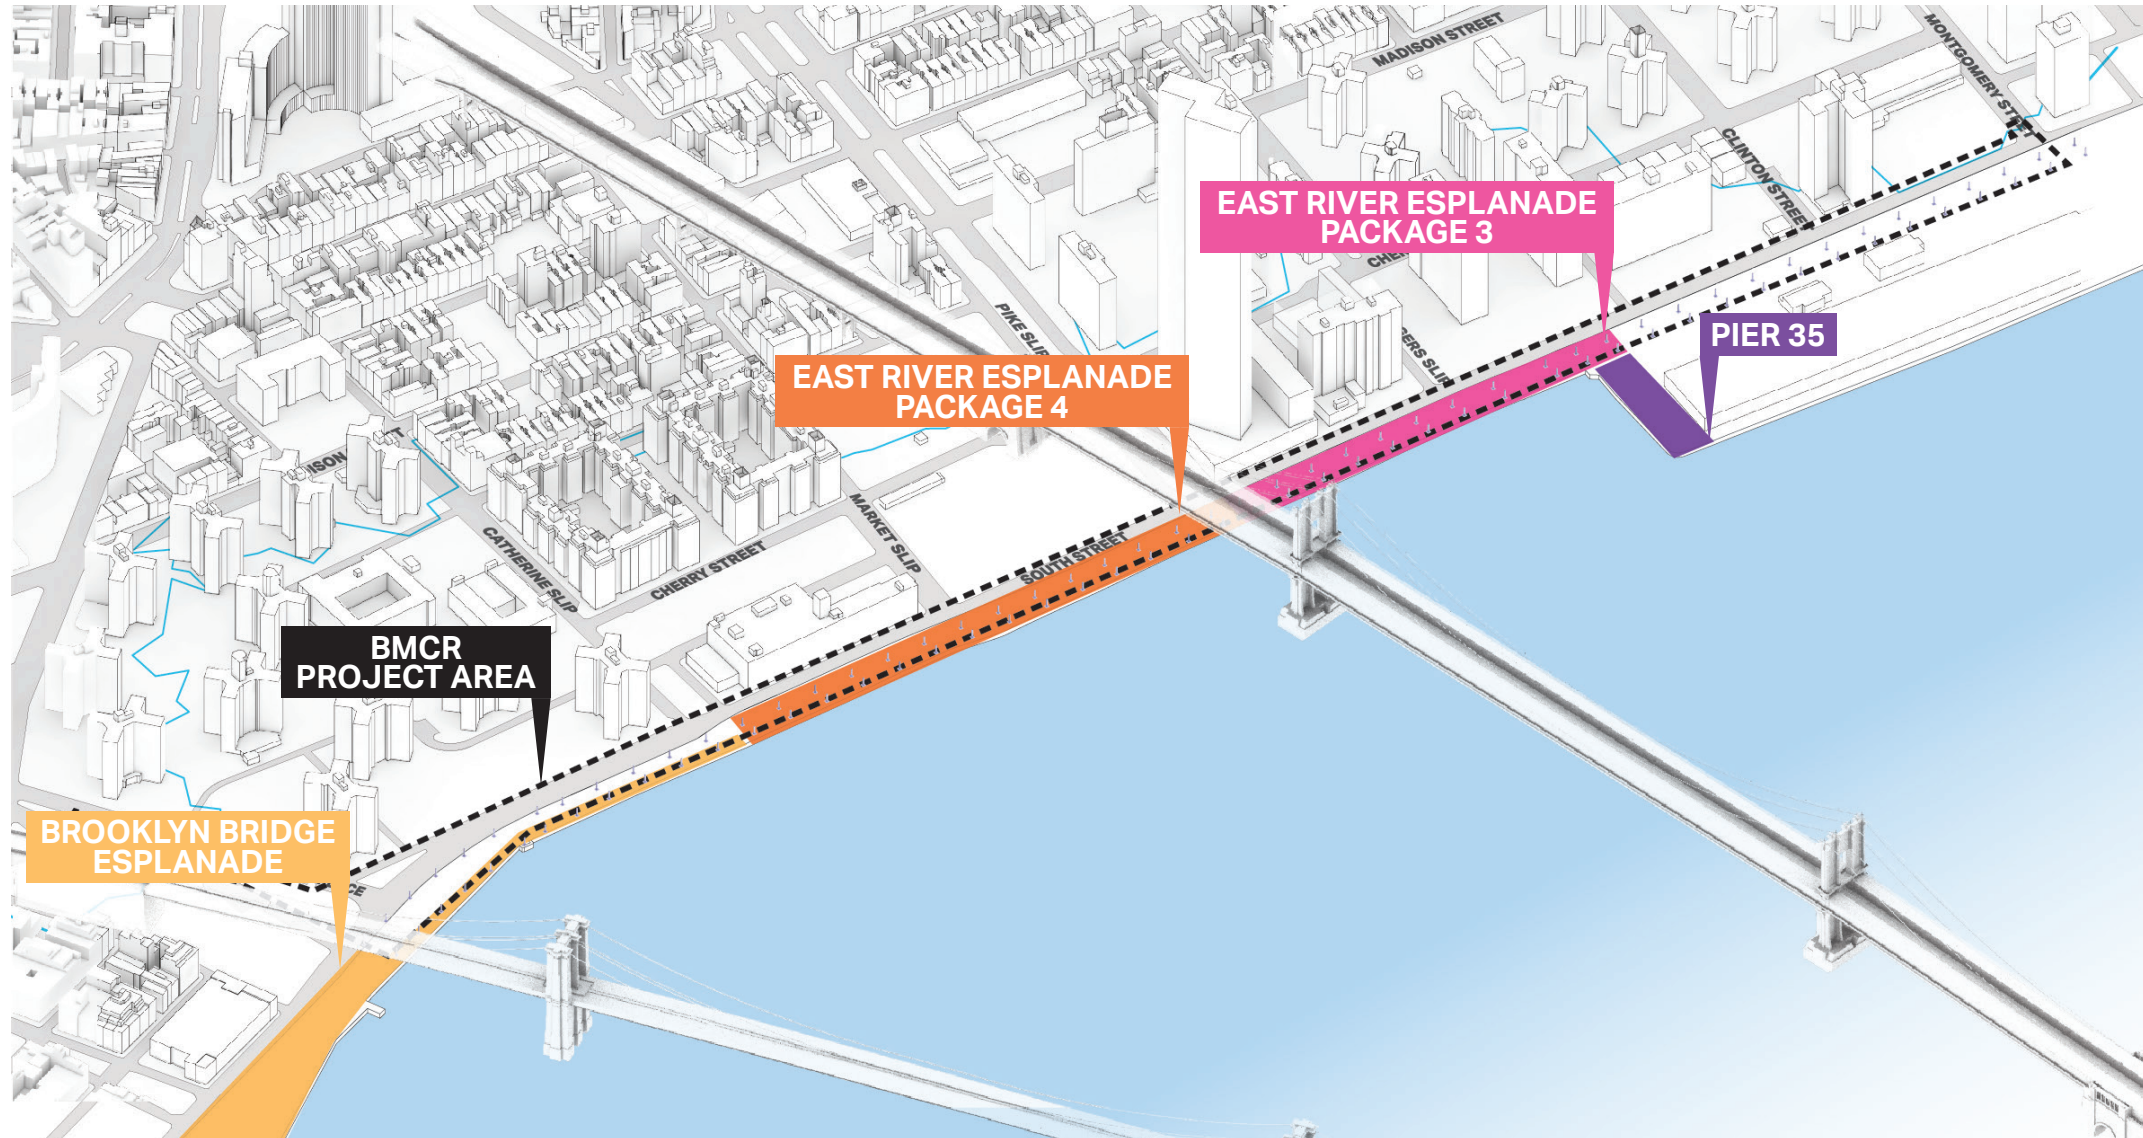 MADISON STREET
MONTGOMERY STREET
CLINTON STREET
EAST RIVER ESPLANADE
PACKAGE 3
PIER 35
PIKE SLIP
EAST RIVER ESPLANADE
PACKAGE 4
MARKET SLIP
SOUTH STREET
CATHERINE SLIP
CHERRY STREET
BMCR
PROJECT AREA
BROOKLYN BRIDGE
ESPLANADE